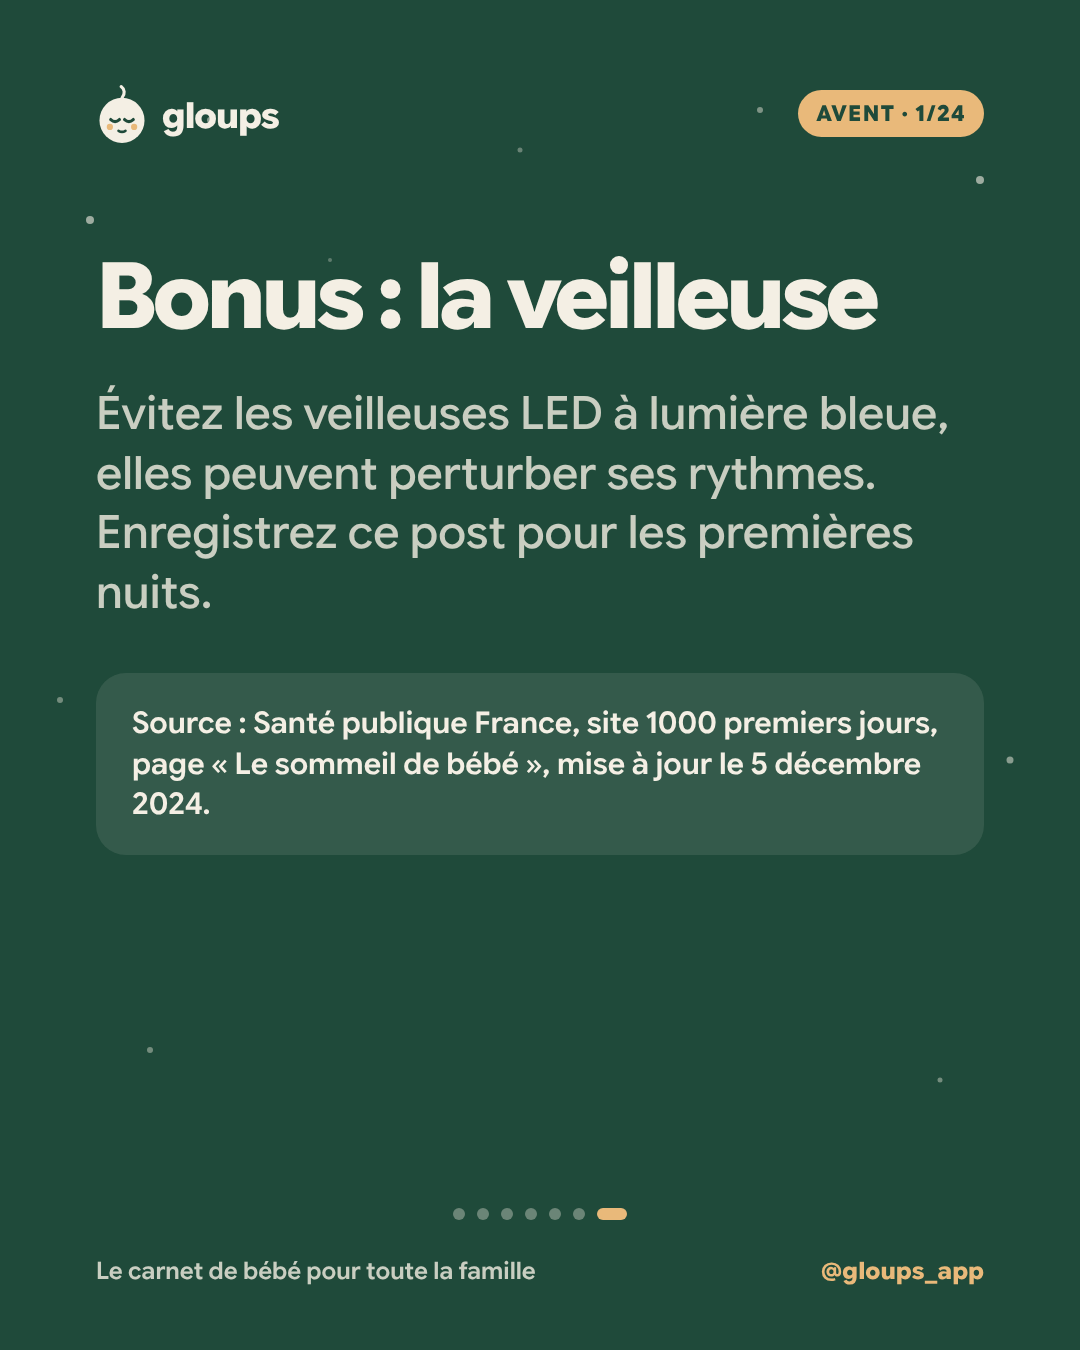 gloups
AVENT · 1/24
Bonus : la veilleuse
Évitez les veilleuses LED à lumière bleue,
elles peuvent perturber ses rythmes.
Enregistrez ce post pour les premières
nuits.
Source : Santé publique France, site 1000 premiers jours,
page « Le sommeil de bébé », mise à jour le 5 décembre
2024.
Le carnet de bébé pour toute la famille
@gloups_app